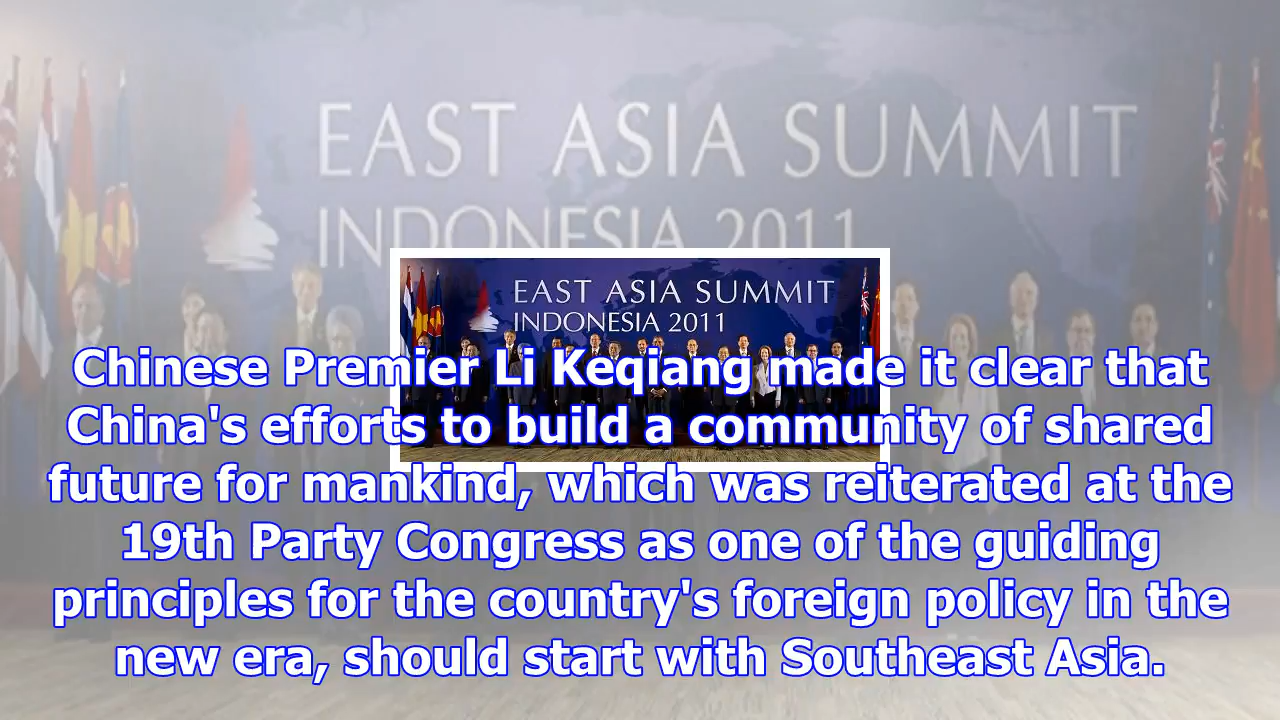 EAST ASIA SUMMIT
INDONESIA 2011
EAST ASIA SUMMIT
INDONESIA 2011
Chinese Premier Li Keqiang made it clear that
China's efforts to build a community of shared
future for mankind, which was reiterated at the
19th Party Congress as one of the guiding
principles for the country's foreign policy in the
new era, should start with Southeast Asia.